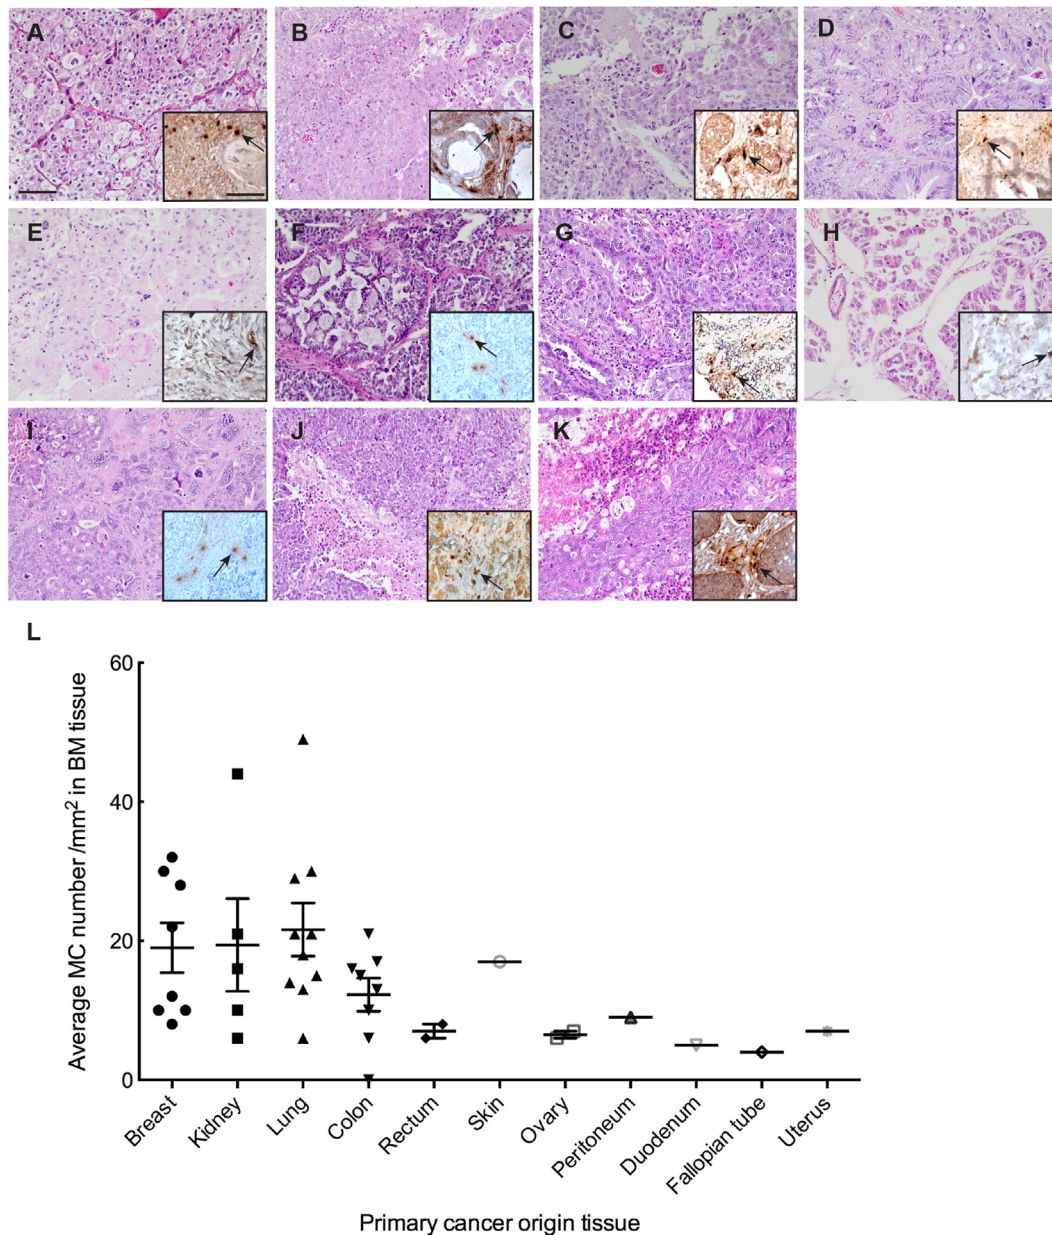 A
B
C
D
E
F
G
H
I
J
K
L
60
40
20
0
Average MC number /mm² in BM tissue
Breast
Kidney
Lung
Colon
Rectum
Skin
Ovary
Peritoneum
Duodenum
Fallopian tube
Uterus
Primary cancer origin tissue